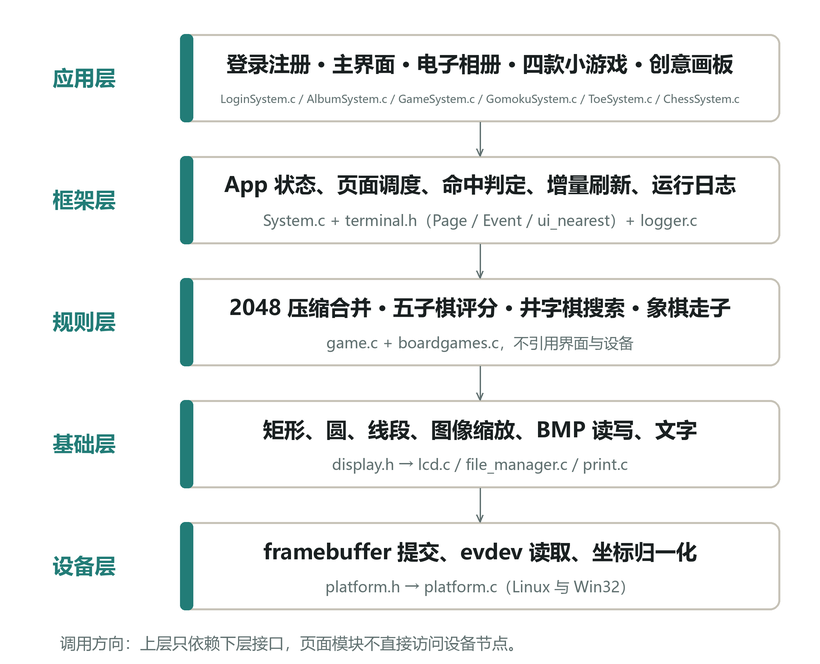 应用层
登录注册 • 主界面 • 电子相册 • 四款小游戏 • 创意画板
LoginSystem.c / AlbumSystem.c / GameSystem.c / GomokuSystem.c / ToeSystem.c / ChessSystem.c
框架层
App 状态、页面调度、命中判定、增量刷新、运行日志
System.c + terminal.h（Page / Event / ui_nearest）+ logger.c
规则层
2048 压缩合并 • 五子棋评分 • 井字棋搜索 • 象棋走子
game.c + boardgames.c，不引用界面与设备
基础层
矩形、圆、线段、图像缩放、BMP 读写、文字
display.h → lcd.c / file_manager.c / print.c
设备层
framebuffer 提交、evdev 读取、坐标归一化
platform.h → platform.c（Linux 与 Win32）
调用方向：上层只依赖下层接口，页面模块不直接访问设备节点。